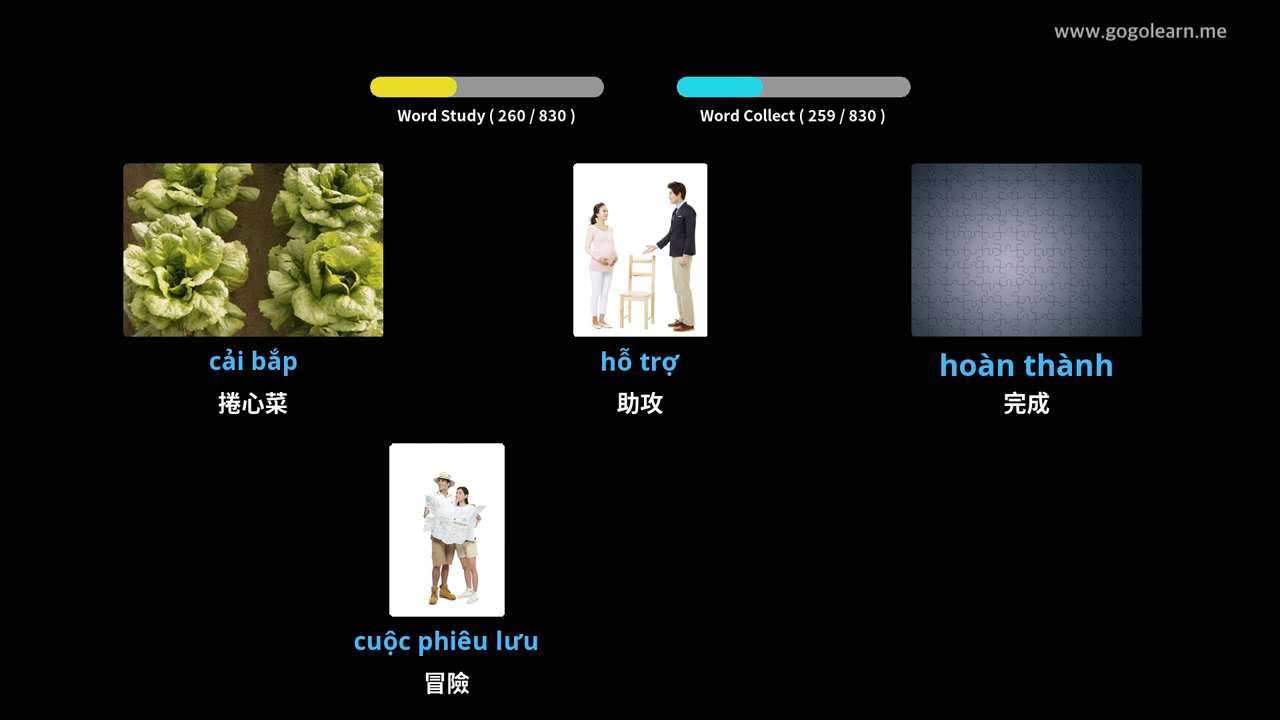 www.gogolearn.me
Word Study ( 260 / 830 )
Word Collect ( 259 / 830 )
cải bắp
捲心菜
hỗ trợ
助攻
hoàn thành
完成
cuộc phiêu lưu
冒險